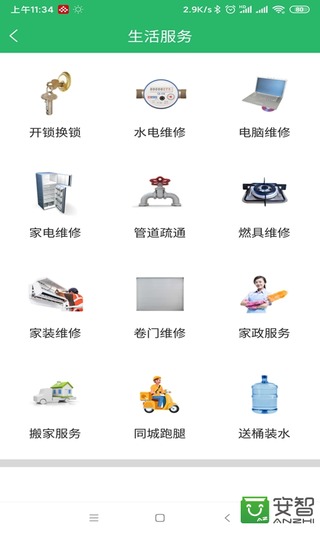 上午11:34
2.9K/s
80
生活服务
开锁换锁 水电维修 电脑维修
家电维修 管道疏通 燃具维修
家装维修 卷门维修 家政服务
搬家服务 同城跑腿 送桶装水
安智
ANZHI